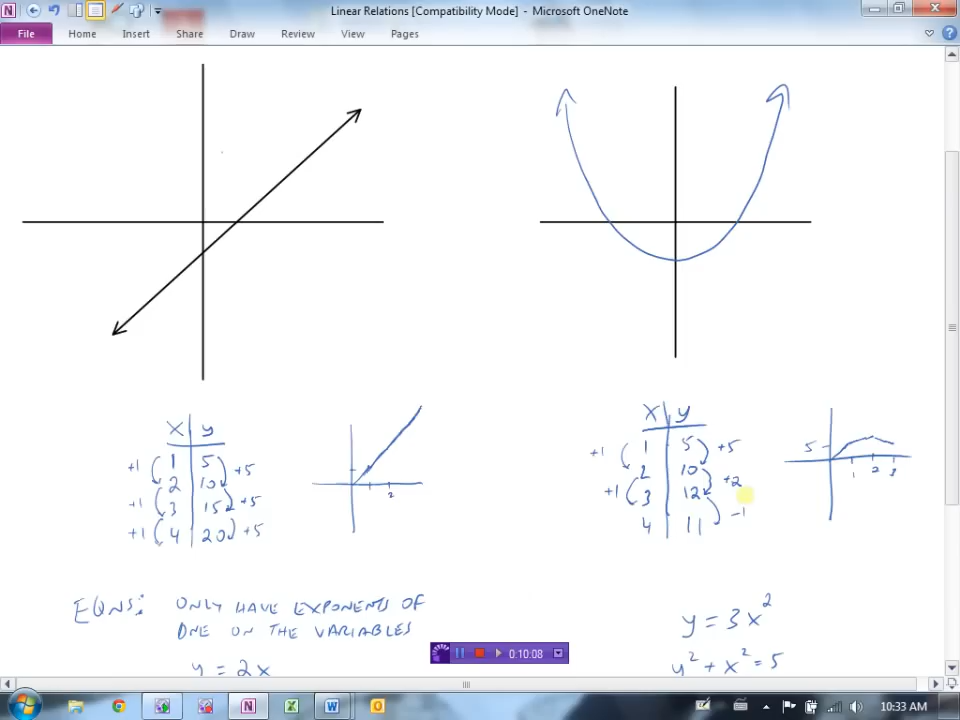 Linear Relations [Compatibility Mode] - Microsoft OneNote
File Home Insert Share Draw Review View Pages
x y
+1 1 5 +5
2 10
+1 3 15 +5
+1 4 20 +5
2
x y
+1 1 5 +5
2 10
+1 3 12 +2
4 11 -1
5
1 2 3
EQNS: ONLY HAVE EXPONENTS OF
ONE ON THE VARIABLES
y = 2x
y = 3x²
y² + x² = 5
0:10:08
10:33 AM